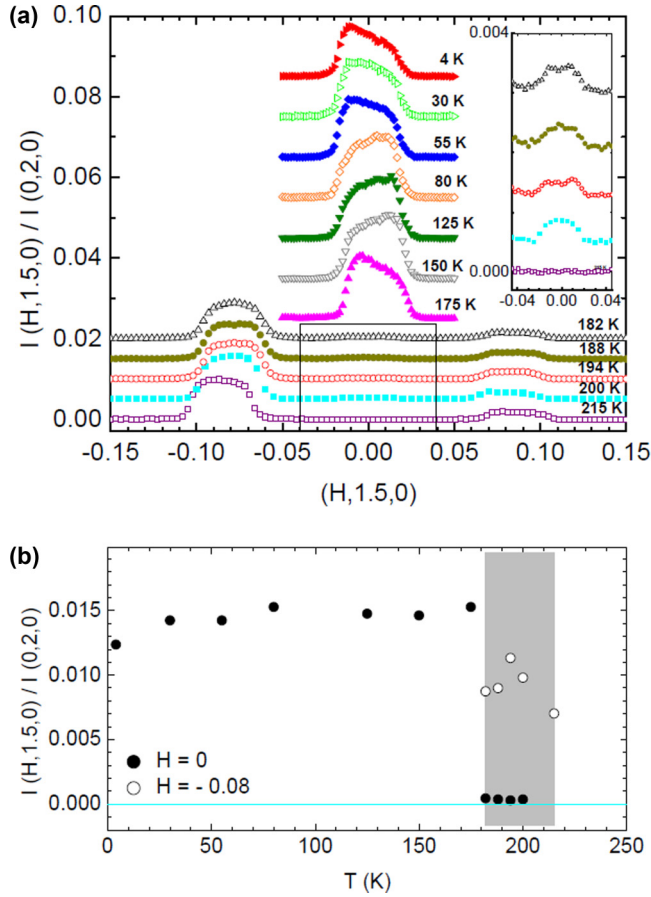 (a)
I (H,1.5,0) / I (0,2,0)
0.10
0.08
0.06
0.04
0.02
0.00
4 K
30 K
55 K
80 K
125 K
150 K
175 K
182 K
188 K
194 K
200 K
215 K
0.004
0.000
-0.04 0.00 0.04
-0.15 -0.10 -0.05 0.00 0.05 0.10 0.15
(H,1.5,0)
(b)
I (H,1.5,0) / I (0,2,0)
0.015
0.010
0.005
0.000
H = 0
H = - 0.08
0 50 100 150 200 250
T (K)